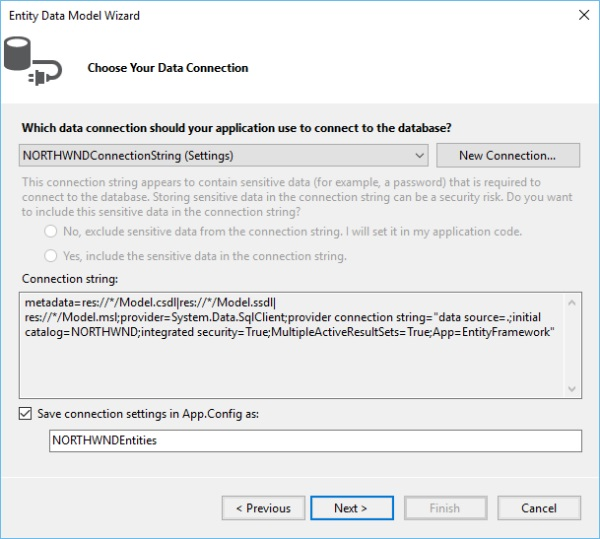 Entity Data Model Wizard
Choose Your Data Connection
Which data connection should your application use to connect to the database?
NORTHWNDConnectionString (Settings)
New Connection...
This connection string appears to contain sensitive data (for example, a password) that is required to
connect to the database. Storing sensitive data in the connection string can be a security risk. Do you want
to include this sensitive data in the connection string?
No, exclude sensitive data from the connection string. I will set it in my application code.
Yes, include the sensitive data in the connection string.
Connection string:
metadata=res://*/Model.csdl|res://*/Model.ssdl|
res://*/Model.msl;provider=System.Data.SqlClient;provider connection string="data source=.;initial
catalog=NORTHWND;integrated security=True;MultipleActiveResultSets=True;App=EntityFramework"
Save connection settings in App.Config as:
NORTHWNDEntities
< Previous
Next >
Finish
Cancel